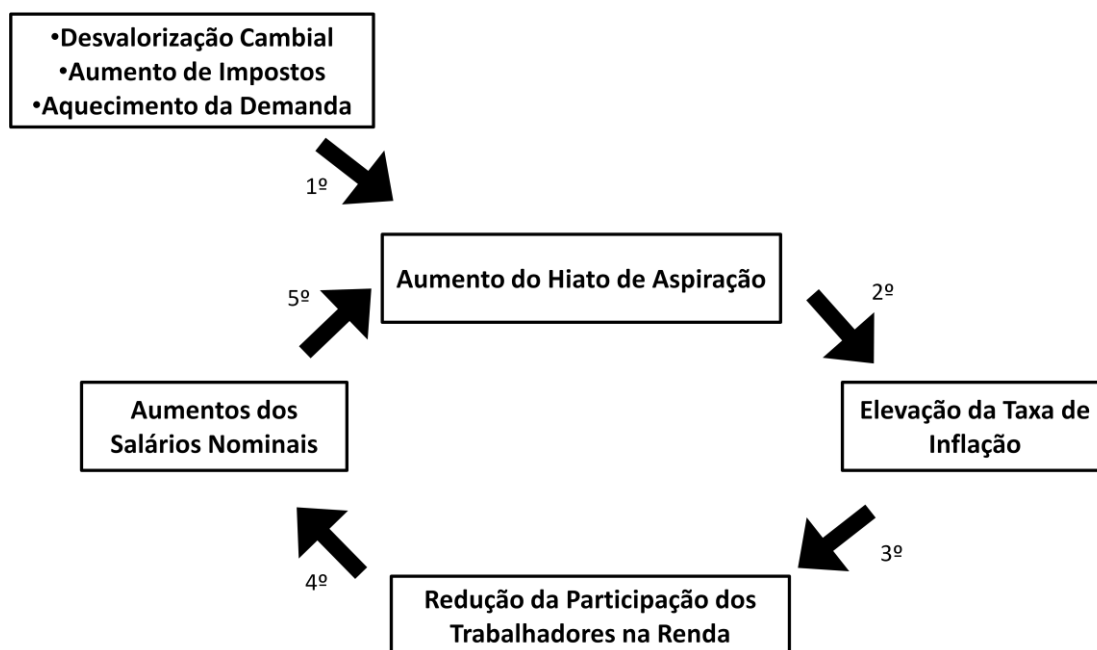 •Desvalorização Cambial
•Aumento de Impostos
•Aquecimento da Demanda
1º
Aumento do Hiato de Aspiração
2º
5º
Aumentos dos
Salários Nominais
Elevação da Taxa de
Inflação
3º
4º
Redução da Participação dos
Trabalhadores na Renda